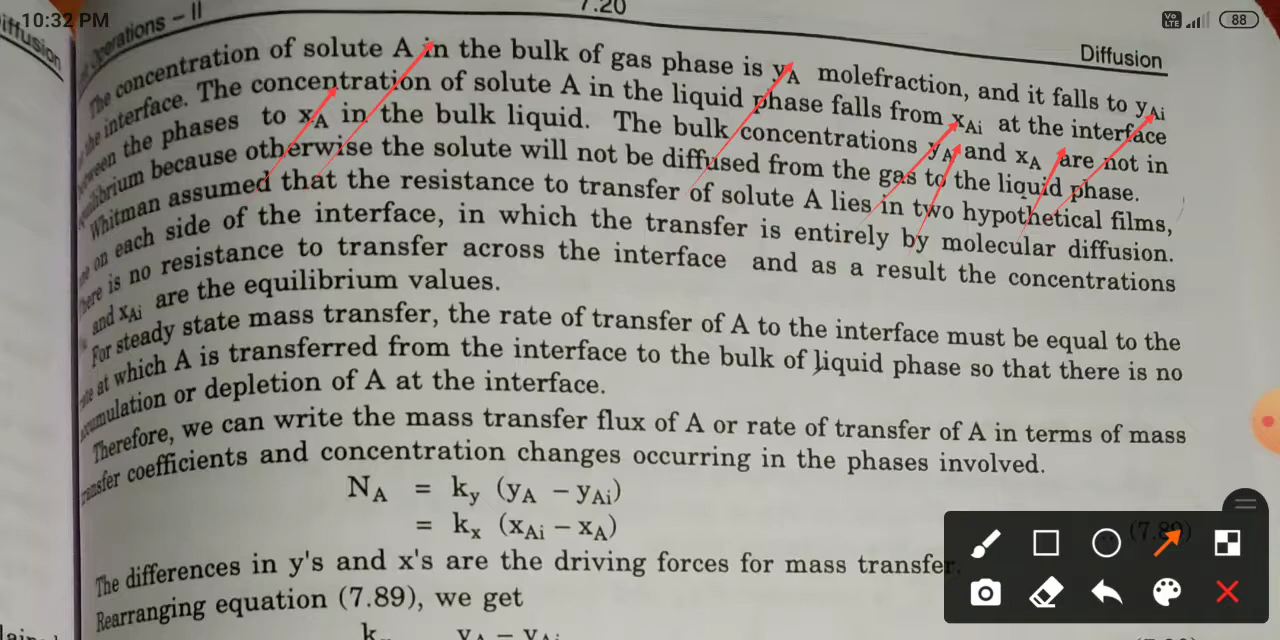 10:32 PM
88
Operations – II
7.20
Diffusion
The concentration of solute A in the bulk of gas phase is yA molefraction, and it falls to yAi
the interface. The concentration of solute A in the liquid phase falls from xAi at the interface
between the phases to xA in the bulk liquid. The bulk concentrations yA and xA are not in
equilibrium because otherwise the solute will not be diffused from the gas to the liquid phase.
Whitman assumed that the resistance to transfer of solute A lies in two hypothetical films,
on each side of the interface, in which the transfer is entirely by molecular diffusion.
There is no resistance to transfer across the interface and as a result the concentrations
and xAi are the equilibrium values.
For steady state mass transfer, the rate of transfer of A to the interface must be equal to the
at which A is transferred from the interface to the bulk of liquid phase so that there is no
accumulation or depletion of A at the interface.
Therefore, we can write the mass transfer flux of A or rate of transfer of A in terms of mass
transfer coefficients and concentration changes occurring in the phases involved.
NA = ky (yA – yAi)
= kx (xAi – xA)
(7.89)
The differences in y's and x's are the driving forces for mass transfer.
Rearranging equation (7.89), we get